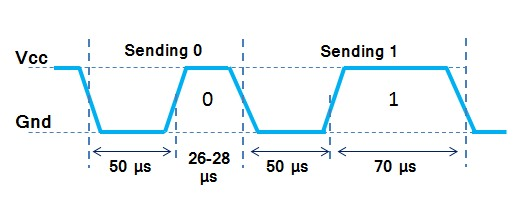 Sending 0
Sending 1
Vcc
0
1
Gnd
50 µs
26-28
µs
50 µs
70 µs